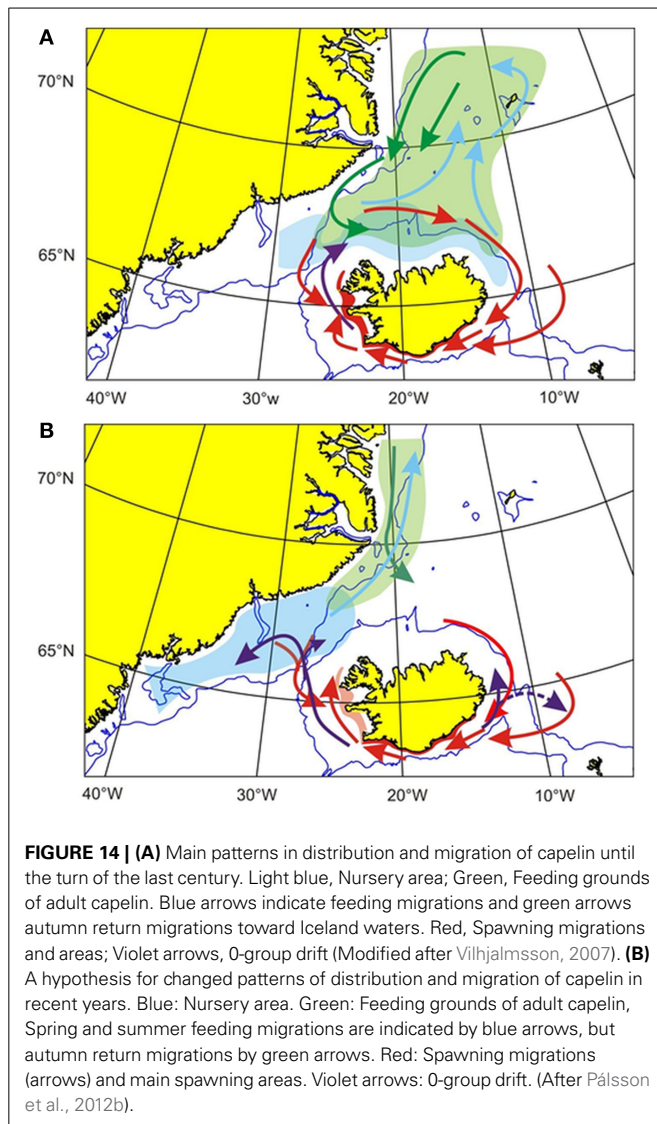 A
70°N
65°N
40°W
30°W
20°W
10°W
B
70°N
65°N
40°W
30°W
20°W
10°W
FIGURE 14 | (A) Main patterns in distribution and migration of capelin until
the turn of the last century. Light blue, Nursery area; Green, Feeding grounds
of adult capelin. Blue arrows indicate feeding migrations and green arrows
autumn return migrations toward Iceland waters. Red, Spawning migrations
and areas; Violet arrows, 0-group drift (Modified after Vilhjalmsson, 2007). (B)
A hypothesis for changed patterns of distribution and migration of capelin in
recent years. Blue: Nursery area. Green: Feeding grounds of adult capelin,
Spring and summer feeding migrations are indicated by blue arrows, but
autumn return migrations by green arrows. Red: Spawning migrations
(arrows) and main spawning areas. Violet arrows: 0-group drift. (After Pálsson
et al., 2012b).